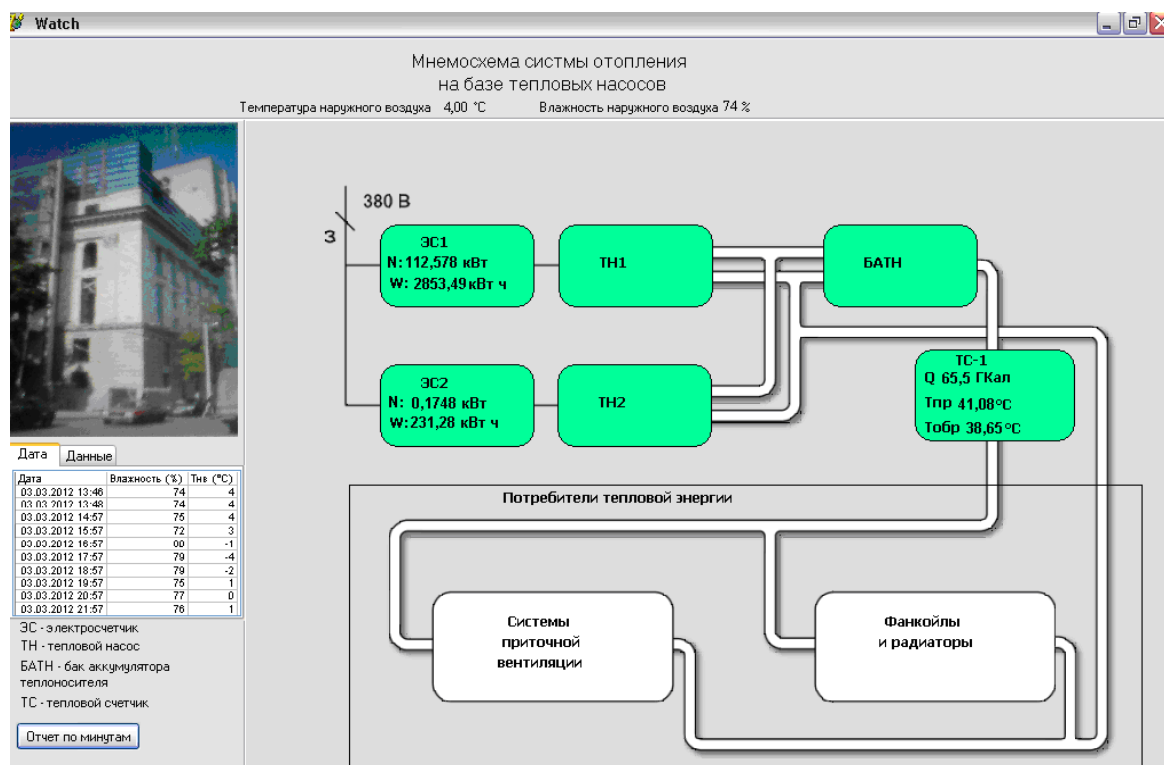 Watch
Мнемосхема систмы отопления
на базе тепловых насосов
Температура наружного воздуха 4,00 °C Влажность наружного воздуха 74 %
380 В
3
ЭС1
N: 112,578 кВт
W: 2853,49 кВт ч
ТН1
БАТН
ЭС2
N: 0,1748 кВт
W:231,28 кВт ч
ТН2
ТС-1
Q 65,5 ГКал
Тпр 41,08°C
Тобр 38,65°C
Дата Данные
Дата Влажность (%) Тнв (°C)
03.03.2012 13:46 74 4
03.03.2012 13:48 74 4
03.03.2012 14:57 75 4
03.03.2012 15:57 72 3
03.03.2012 16:57 00 -1
03.03.2012 17:57 79 -4
03.03.2012 18:57 79 -2
03.03.2012 19:57 75 1
03.03.2012 20:57 77 0
03.03.2012 21:57 76 1
ЭС - электросчетчик
ТН - тепловой насос
БАТН - бак аккумулятора
теплоносителя
ТС - тепловой счетчик
Отчет по минутам
Потребители тепловой энергии
Системы
приточной
вентиляции
Фанкойлы
и радиаторы